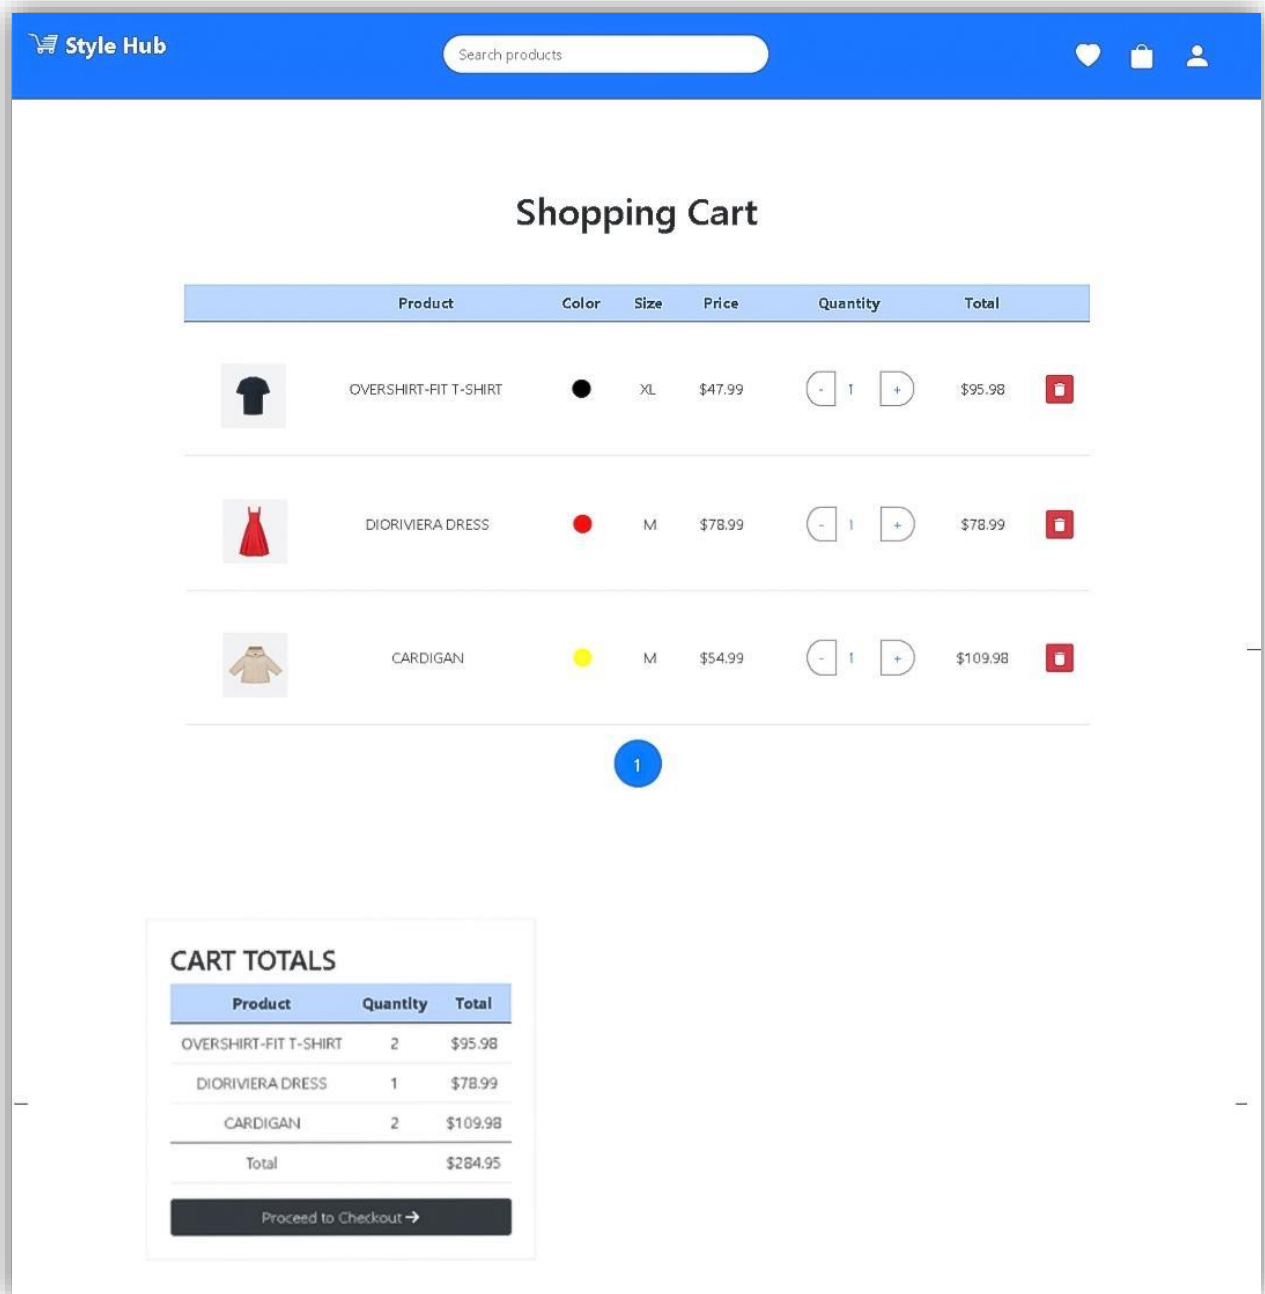 Style Hub
Search products
Shopping Cart
Product Color Size Price Quantity Total
OVERSHIRT-FIT T-SHIRT XL $47.99 - 1 + $95.98
DIORIVIERA DRESS M $78.99 - 1 + $78.99
CARDIGAN M $54.99 - 1 + $109.98
1
CART TOTALS
Product Quantity Total
OVERSHIRT-FIT T-SHIRT 2 $95.98
DIORIVIERA DRESS 1 $78.99
CARDIGAN 2 $109.98
Total $284.95
Proceed to Checkout →